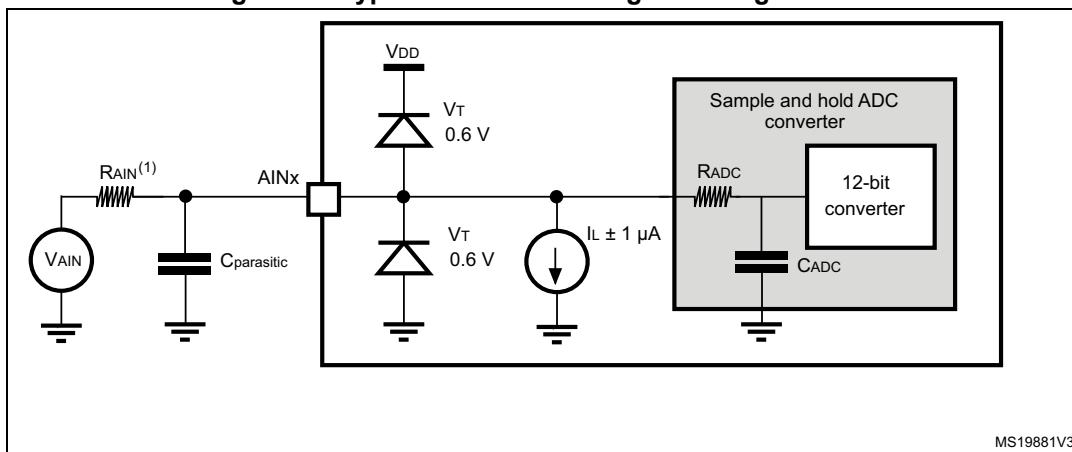 VDD
Sample and hold ADC
converter
VT
0.6 V
RAIN(1)
AINx
RADC
12-bit
converter
VT
0.6 V
IL ± 1 µA
VAIN
Cparasitic
CADC
MS19881V3